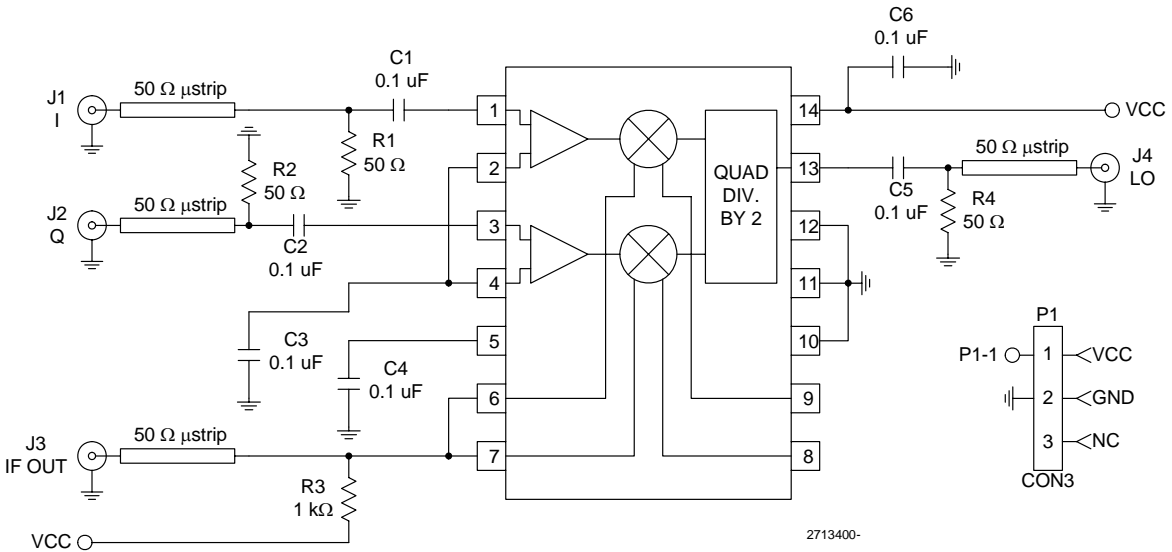 C6
0.1 uF
C1
0.1 uF
J1
I
50 Ω µstrip
1
14
VCC
R1
50 Ω
R2
50 Ω
2
QUAD
DIV.
BY 2
13
C5
0.1 uF
50 Ω µstrip
J4
LO
R4
50 Ω
J2
Q
50 Ω µstrip
C2
0.1 uF
3
12
4
11
C3
0.1 uF
5
10
C4
0.1 uF
6
9
J3
IF OUT
50 Ω µstrip
7
8
R3
1 kΩ
VCC
P1
P1-1
1
VCC
2
GND
3
NC
CON3
2713400-